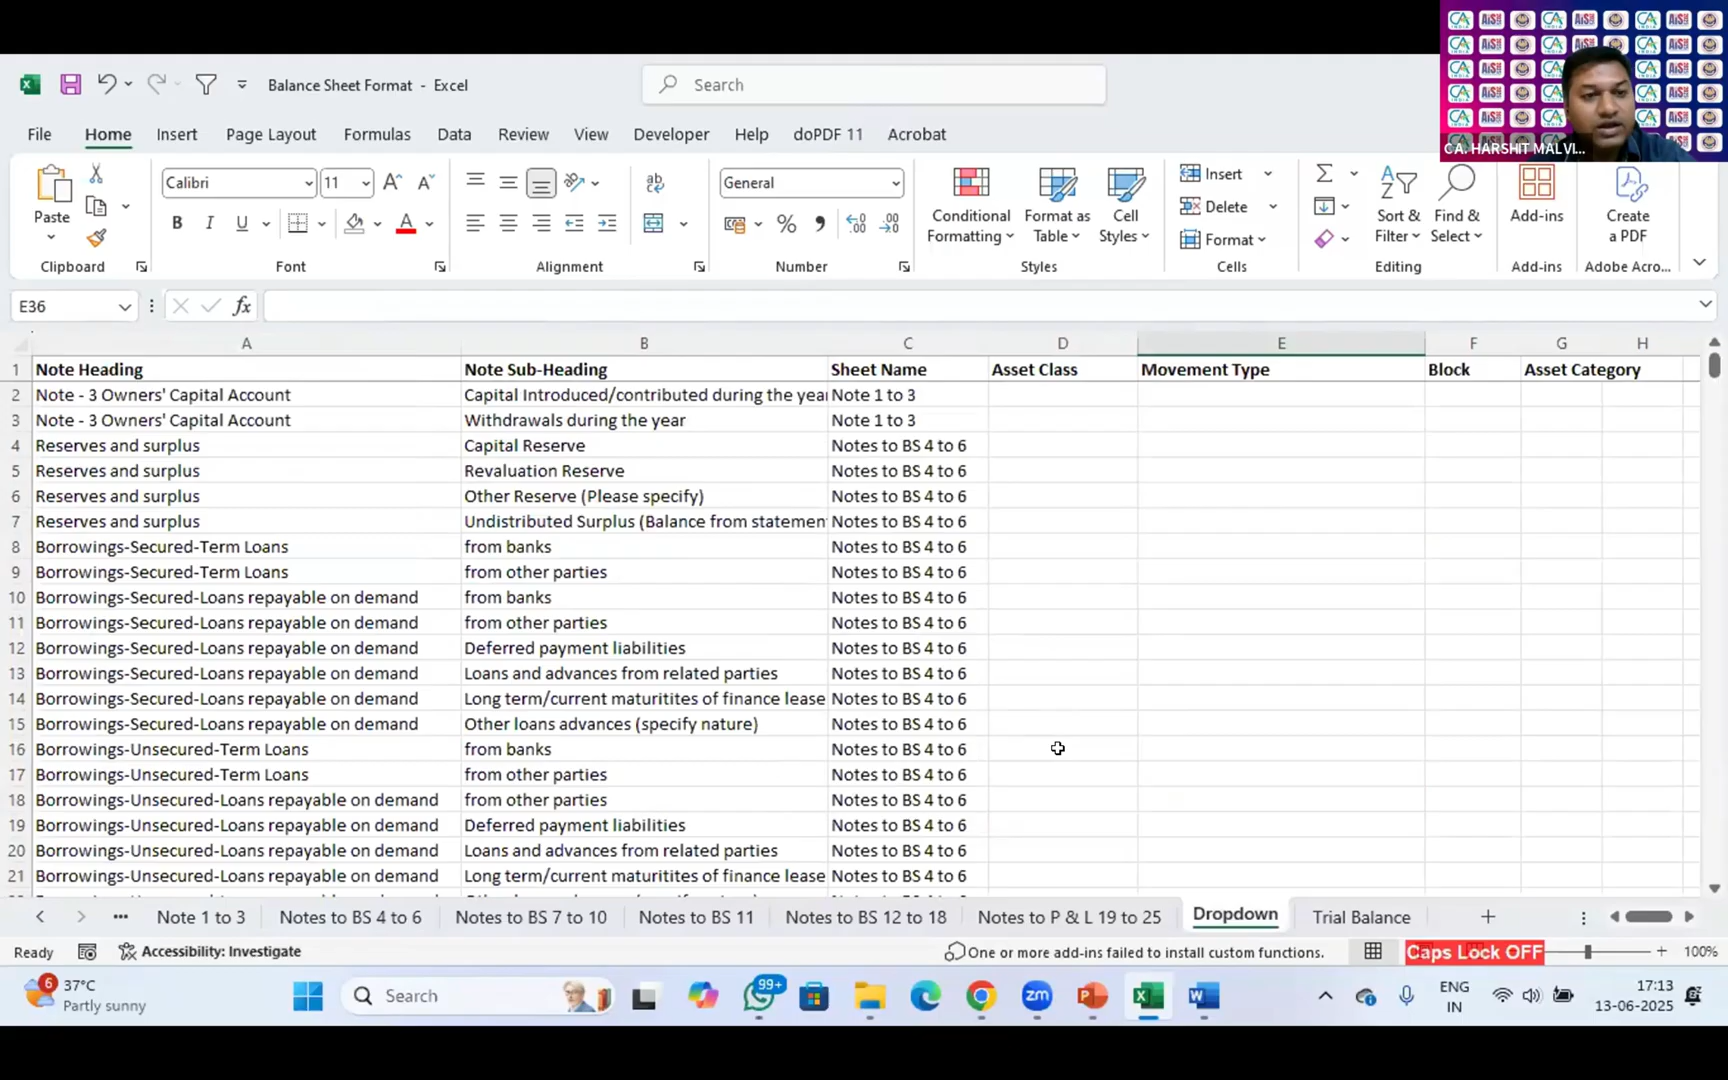 Balance Sheet Format - Excel
Search
CA. HARSHIT MALVI...
File Home Insert Page Layout Formulas Data Review View Developer Help doPDF 11 Acrobat
Calibri 11 General
Paste
B I U
Conditional Formatting
Format as Table
Cell Styles
Insert
Delete
Format
Sort & Filter
Find & Select
Add-ins
Create a PDF
Clipboard Font Alignment Number Styles Cells Editing Add-ins Adobe Acro...
E36 fx
A B C D E F G H
1 Note Heading Note Sub-Heading Sheet Name Asset Class Movement Type Block Asset Category
2 Note - 3 Owners' Capital Account Capital Introduced/contributed during the year Note 1 to 3
3 Note - 3 Owners' Capital Account Withdrawals during the year Note 1 to 3
4 Reserves and surplus Capital Reserve Notes to BS 4 to 6
5 Reserves and surplus Revaluation Reserve Notes to BS 4 to 6
6 Reserves and surplus Other Reserve (Please specify) Notes to BS 4 to 6
7 Reserves and surplus Undistributed Surplus (Balance from statemen Notes to BS 4 to 6
8 Borrowings-Secured-Term Loans from banks Notes to BS 4 to 6
9 Borrowings-Secured-Term Loans from other parties Notes to BS 4 to 6
10 Borrowings-Secured-Loans repayable on demand from banks Notes to BS 4 to 6
11 Borrowings-Secured-Loans repayable on demand from other parties Notes to BS 4 to 6
12 Borrowings-Secured-Loans repayable on demand Deferred payment liabilities Notes to BS 4 to 6
13 Borrowings-Secured-Loans repayable on demand Loans and advances from related parties Notes to BS 4 to 6
14 Borrowings-Secured-Loans repayable on demand Long term/current maturitites of finance lease Notes to BS 4 to 6
15 Borrowings-Secured-Loans repayable on demand Other loans advances (specify nature) Notes to BS 4 to 6
16 Borrowings-Unsecured-Term Loans from banks Notes to BS 4 to 6
17 Borrowings-Unsecured-Term Loans from other parties Notes to BS 4 to 6
18 Borrowings-Unsecured-Loans repayable on demand from other parties Notes to BS 4 to 6
19 Borrowings-Unsecured-Loans repayable on demand Deferred payment liabilities Notes to BS 4 to 6
20 Borrowings-Unsecured-Loans repayable on demand Loans and advances from related parties Notes to BS 4 to 6
21 Borrowings-Unsecured-Loans repayable on demand Long term/current maturitites of finance lease Notes to BS 4 to 6
Note 1 to 3 Notes to BS 4 to 6 Notes to BS 7 to 10 Notes to BS 11 Notes to BS 12 to 18 Notes to P & L 19 to 25 Dropdown Trial Balance
Ready Accessibility: Investigate One or more add-ins failed to install custom functions. Caps Lock OFF 100%
6 37°C
Partly sunny
Search
99+
zm
ENG
IN
17:13
13-06-2025